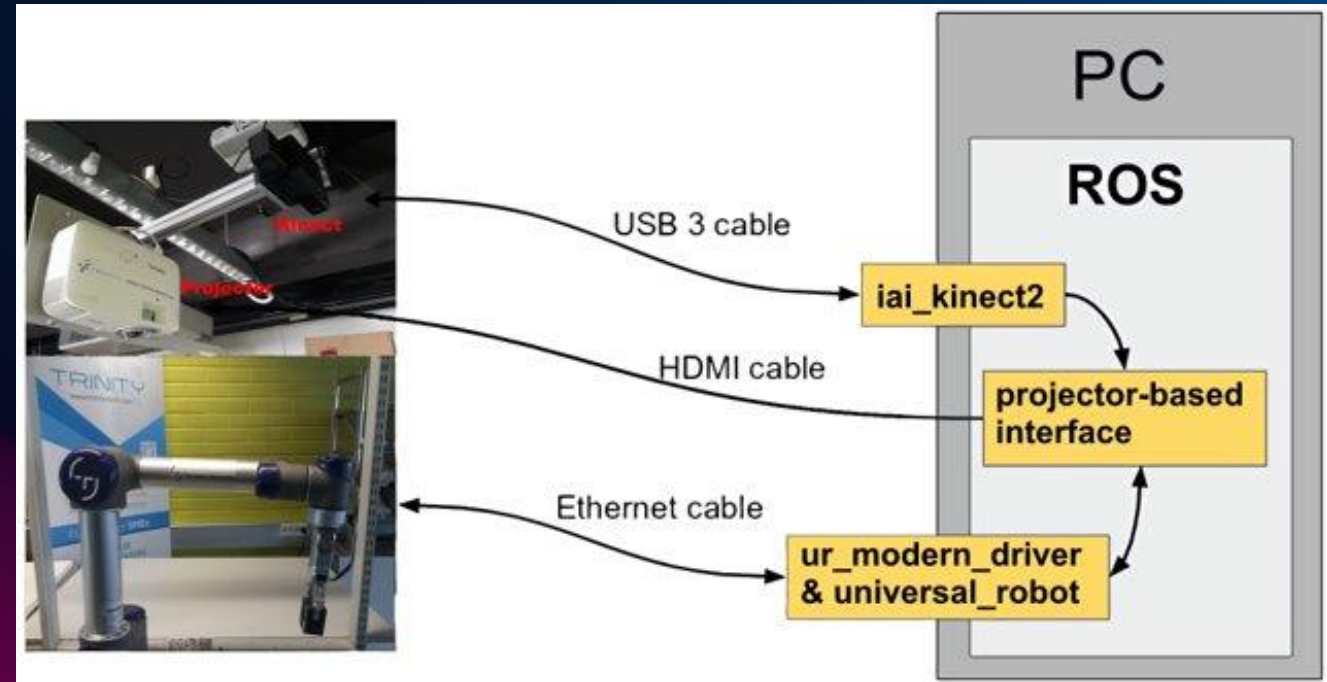 PC
ROS
Kinect
Projector
USB 3 cable
iai_kinect2
HDMI cable
projector-based
interface
TRINITY
Ethernet cable
ur_modern_driver
& universal_robot